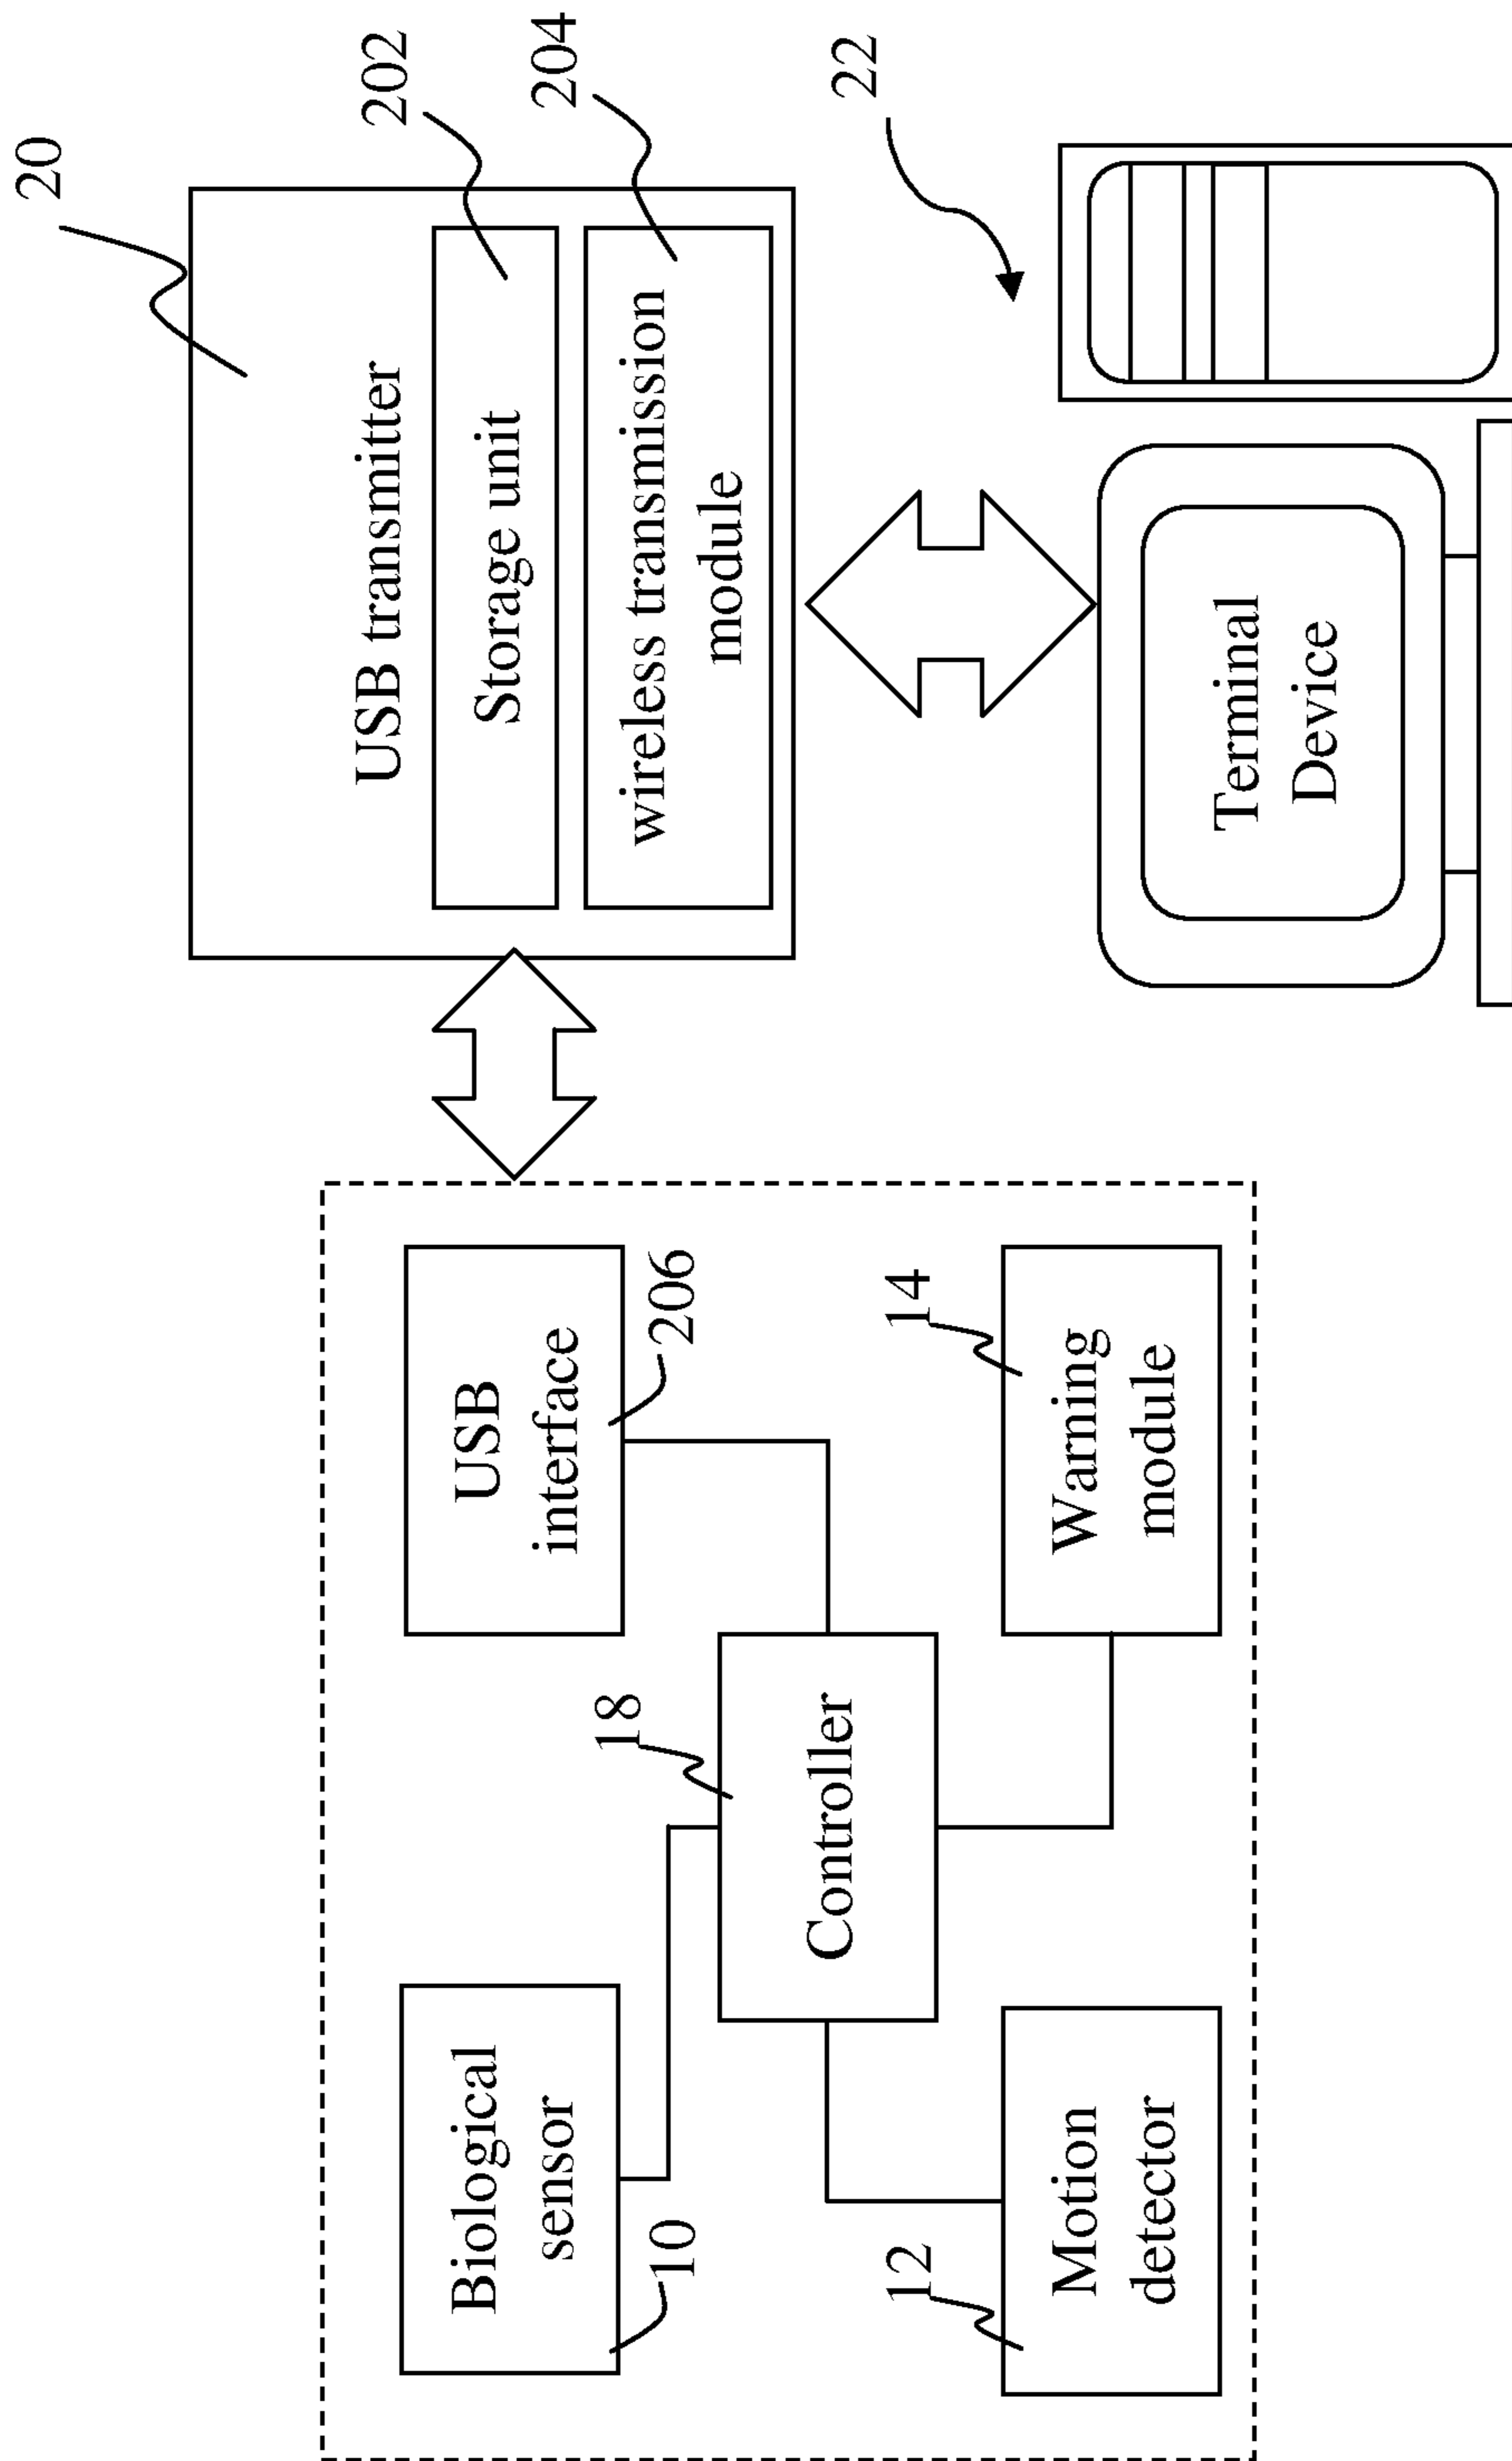 20
USB transmitter
202
Storage unit
204
wireless transmission
module
22
Terminal
Device
Biological
sensor
10
USB
interface
206
18
Controller
12
Motion
detector
14
Warning
module